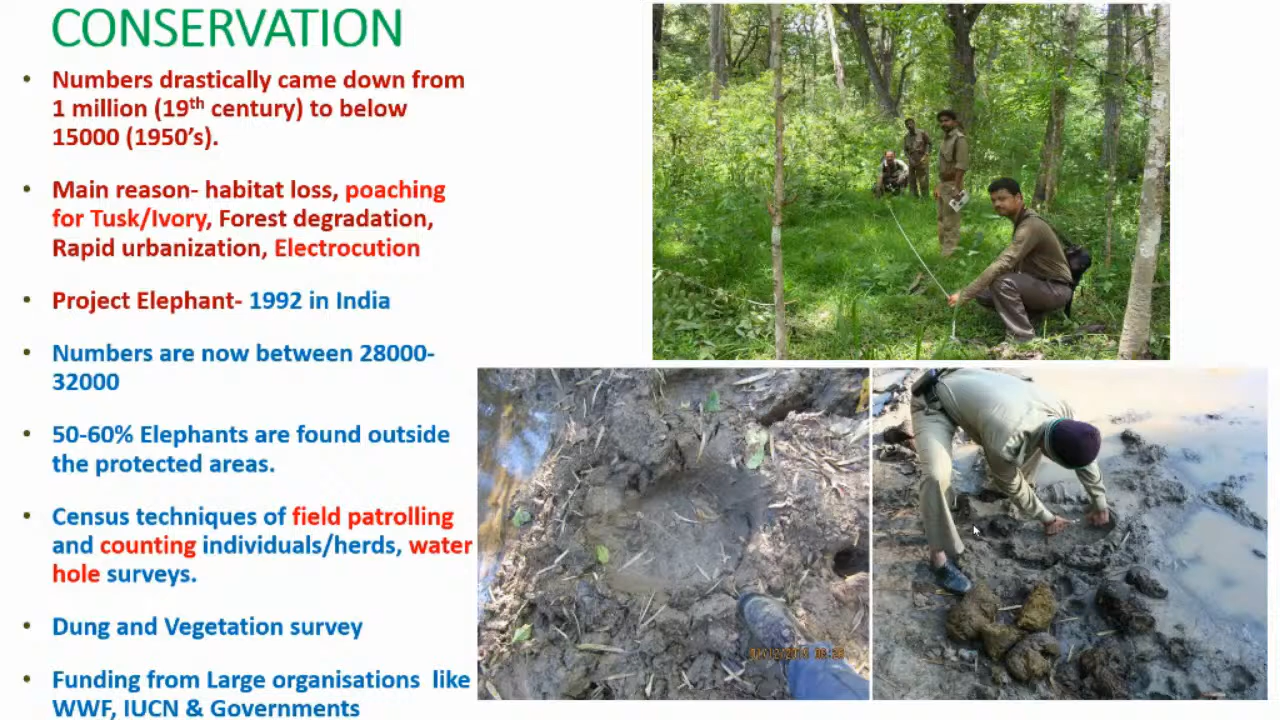 CONSERVATION
• Numbers drastically came down from
1 million (19th century) to below
15000 (1950’s).
• Main reason- habitat loss, poaching
for Tusk/Ivory, Forest degradation,
Rapid urbanization, Electrocution
• Project Elephant- 1992 in India
• Numbers are now between 28000-
32000
• 50-60% Elephants are found outside
the protected areas.
• Census techniques of field patrolling
and counting individuals/herds, water
hole surveys.
• Dung and Vegetation survey
• Funding from Large organisations like
WWF, IUCN & Governments